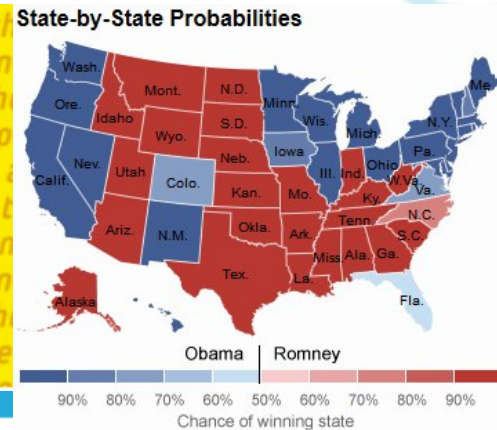 State-by-State Probabilities
Wash.
Mont.
N.D.
Minn.
Me.
Ore.
Idaho
S.D.
Wis.
Mich.
N.Y.
Wyo.
Iowa
Pa.
Nev.
Neb.
Ill.
Ind.
Ohio
Calif.
Utah
Colo.
Kan.
Mo.
Ky.
W.Va.
Va.
Ariz.
N.M.
Okla.
Ark.
Tenn.
N.C.
S.C.
Tex.
La.
Miss.
Ala.
Ga.
Alaska
Fla.
Obama Romney
90% 80% 70% 60% 50% 60% 70% 80% 90%
Chance of winning state